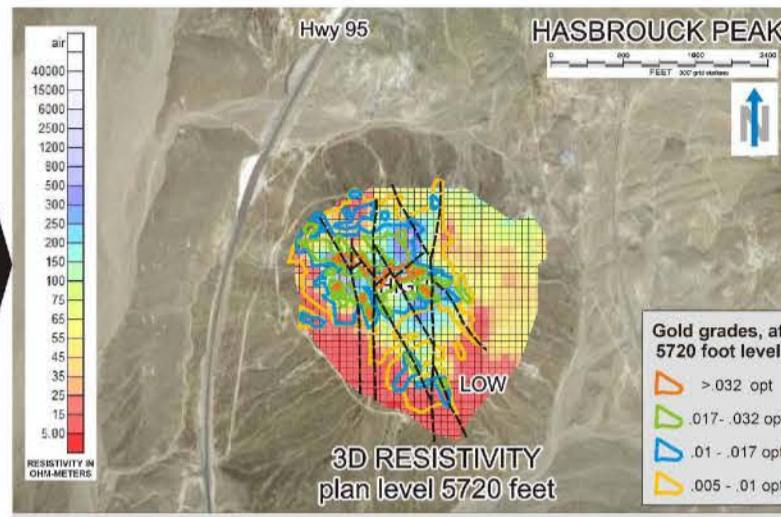 Hwy 95
HASBROUCK PEAK
0 800 1600 2400
FEET
N
air
40000
15000
6000
2500
1200
800
500
300
250
200
150
100
75
65
55
45
35
25
15
5.00
RESISTIVITY IN
OHM-METERS
HIGH
LOW
3D RESISTIVITY
plan level 5720 feet
Gold grades, at
5720 foot level
>.032 opt
.017- .032 opt
.01 - .017 opt
.005 - .01 opt